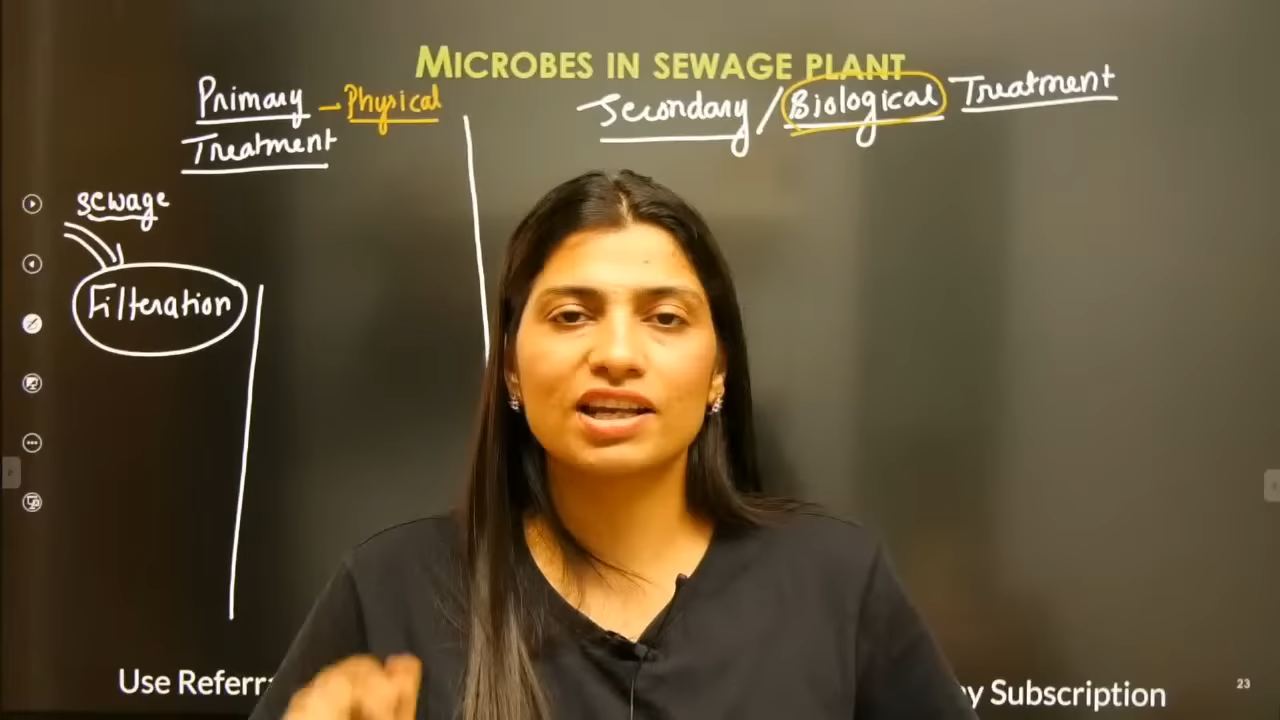 MICROBES IN SEWAGE PLANT
Primary – Physical
Treatment
Secondary / Biological Treatment
sewage
Filteration
Use Referr
y Subscription
23